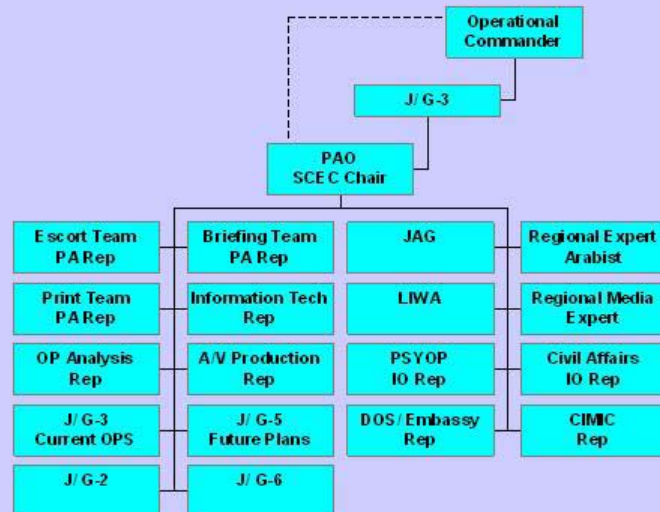 Operational
Commander
J/G-3
PAO
SCEC Chair
Escort Team
PA Rep
Briefing Team
PA Rep
JAG
Regional Expert
Arabist
Print Team
PA Rep
Information Tech
Rep
LIWA
Regional Media
Expert
OP Analysis
Rep
A/V Production
Rep
PSYOP
IO Rep
Civil Affairs
IO Rep
J/G-3
Current OPS
J/G-5
Future Plans
DOS/Embassy
Rep
CIMIC
Rep
J/G-2
J/G-6